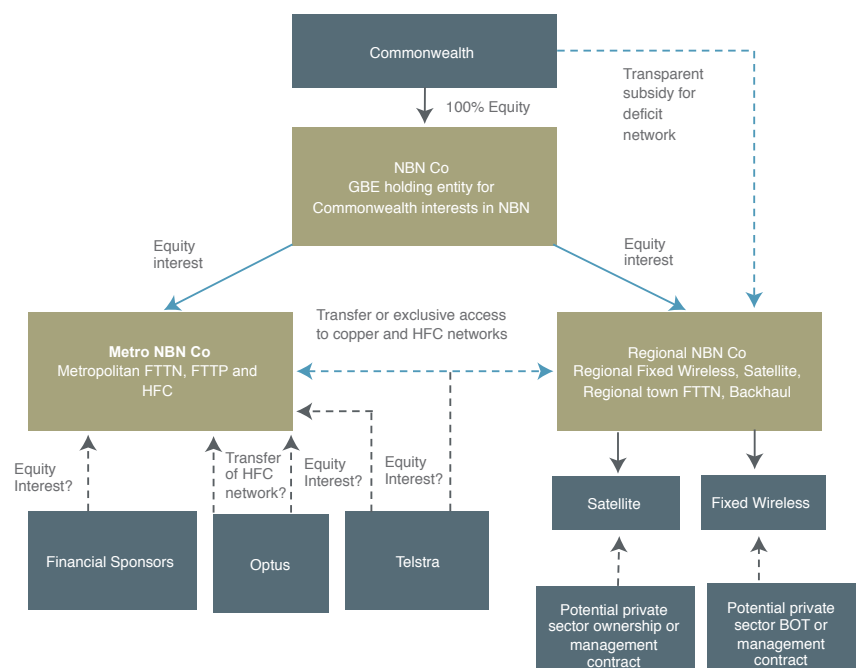 Commonwealth
Transparent
subsidy for
deficit
network
100% Equity
NBN Co
GBE holding entity for
Commonwealth interests in NBN
Equity
interest
Equity
interest
Transfer or exclusive access
to copper and HFC networks
Metro NBN Co
Metropolitan FTTN, FTTP and
HFC
Regional NBN Co
Regional Fixed Wireless, Satellite,
Regional town FTTN, Backhaul
Equity
Interest?
Transfer
of HFC
network?
Equity
Interest?
Equity
Interest?
Financial Sponsors
Optus
Telstra
Satellite
Fixed Wireless
Potential private
sector ownership or
management
contract
Potential private
sector BOT or
management
contract